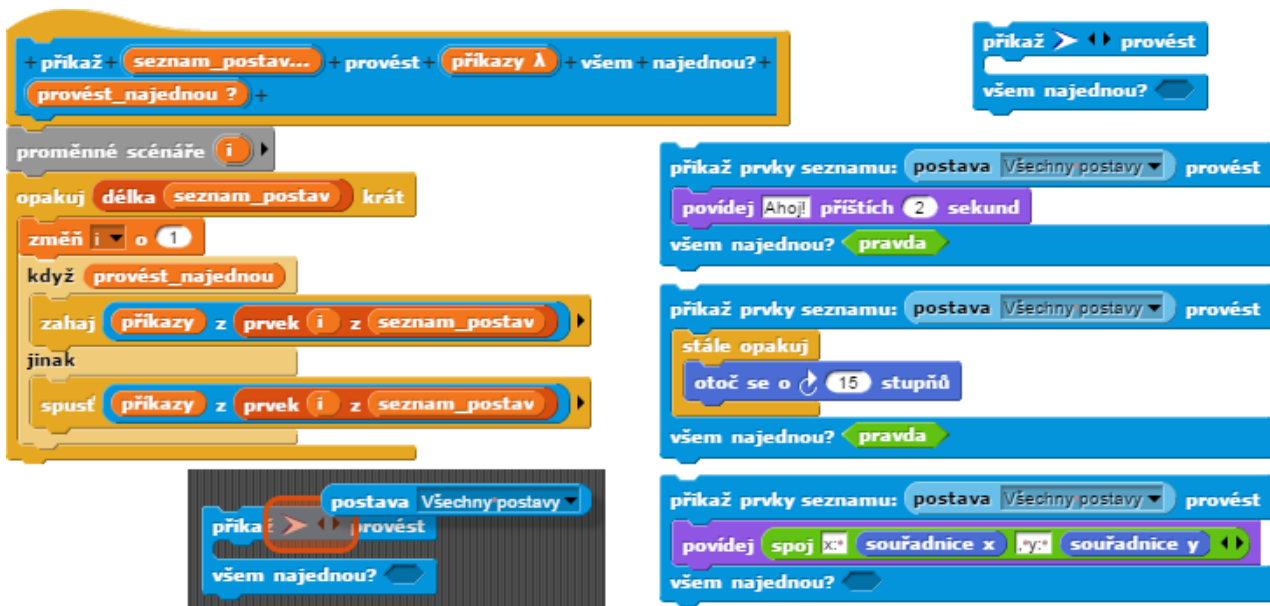 + přikaž + seznam_postav... + provést + příkazy λ + všem + najednou? +
provést_najednou ? +
proměnné scénáře i
opakuj délka seznam_postav krát
změň i o 1
když provést_najednou
zahaj příkazy z prvek i z seznam_postav
jinak
spusť příkazy z prvek i z seznam_postav
postava Všechny postavy
přikaž provést
všem najednou?
přikaž provést
všem najednou?
přikaž prvky seznamu: postava Všechny postavy provést
povídej Ahoj! příštích 2 sekund
všem najednou? pravda
přikaž prvky seznamu: postava Všechny postavy provést
stále opakuj
otoč se o 15 stupňů
všem najednou? pravda
přikaž prvky seznamu: postava Všechny postavy provést
povídej spoj x: souřadnice x ,y: souřadnice y
všem najednou?